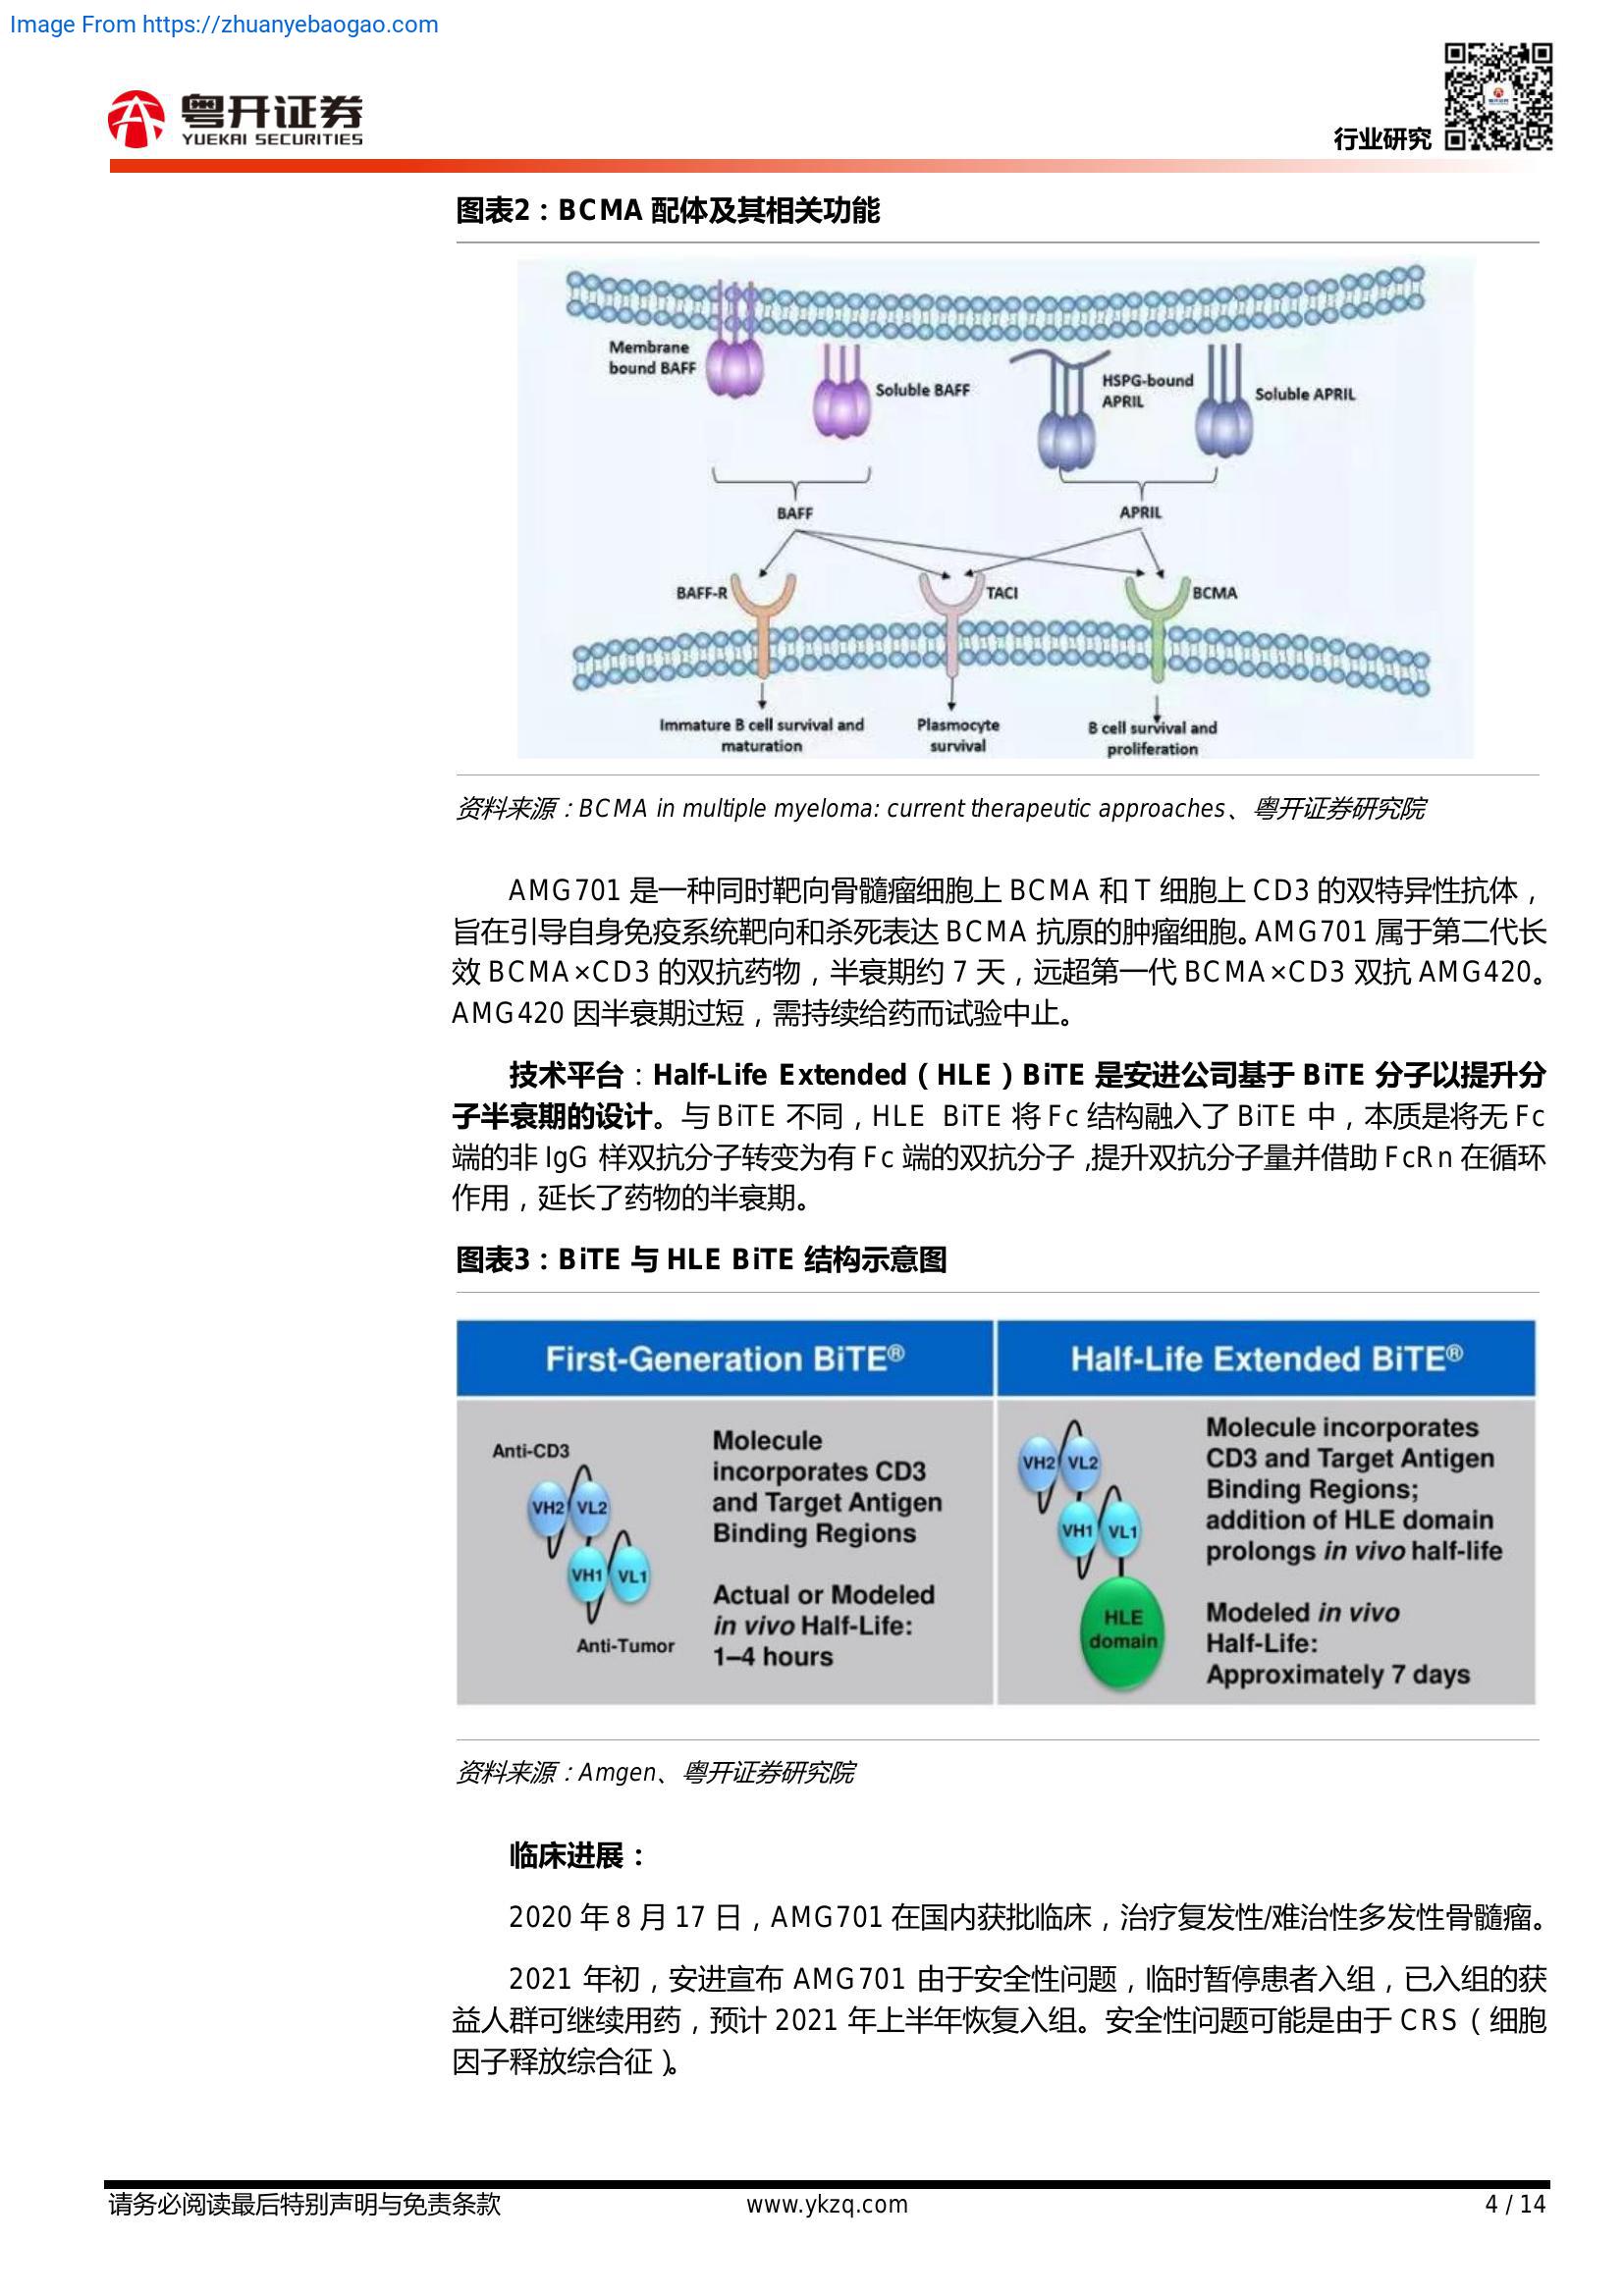 Image From https://zhuanyebaogao.com
粤开证券
YUEKAI SECURITIES
行业研究
图表2：BCMA 配体及其相关功能
Membrane
bound BAFF
Soluble BAFF
HSPG-bound
APRIL
Soluble APRIL
BAFF
APRIL
BAFF-R
TACI
BCMA
Immature B cell survival and
maturation
Plasmocyte
survival
B cell survival and
proliferation
资料来源：BCMA in multiple myeloma: current therapeutic approaches、粤开证券研究院
AMG701 是一种同时靶向骨髓瘤细胞上 BCMA 和 T 细胞上 CD3 的双特异性抗体，
旨在引导自身免疫系统靶向和杀死表达 BCMA 抗原的肿瘤细胞。AMG701 属于第二代长
效 BCMA×CD3 的双抗药物，半衰期约 7 天，远超第一代 BCMA×CD3 双抗 AMG420。
AMG420 因半衰期过短，需持续给药而试验中止。
技术平台：Half-Life Extended（HLE）BiTE 是安进公司基于 BiTE 分子以提升分
子半衰期的设计。与 BiTE 不同，HLE BiTE 将 Fc 结构融入了 BiTE 中，本质是将无 Fc
端的非 IgG 样双抗分子转变为有 Fc 端的双抗分子,提升双抗分子量并借助 FcRn 在循环
作用，延长了药物的半衰期。
图表3：BiTE 与 HLE BiTE 结构示意图
First-Generation BiTE®
Half-Life Extended BiTE®
Anti-CD3
VH2 VL2
VH1 VL1
Anti-Tumor
Molecule
incorporates CD3
and Target Antigen
Binding Regions
Actual or Modeled
in vivo Half-Life:
1–4 hours
VH2 VL2
VH1 VL1
HLE
domain
Molecule incorporates
CD3 and Target Antigen
Binding Regions;
addition of HLE domain
prolongs in vivo half-life
Modeled in vivo
Half-Life:
Approximately 7 days
资料来源：Amgen、粤开证券研究院
临床进展：
2020 年 8 月 17 日，AMG701 在国内获批临床，治疗复发性/难治性多发性骨髓瘤。
2021 年初，安进宣布 AMG701 由于安全性问题，临时暂停患者入组，已入组的获
益人群可继续用药，预计 2021 年上半年恢复入组。安全性问题可能是由于 CRS（细胞
因子释放综合征）。
请务必阅读最后特别声明与免责条款
www.ykzq.com
4 / 14